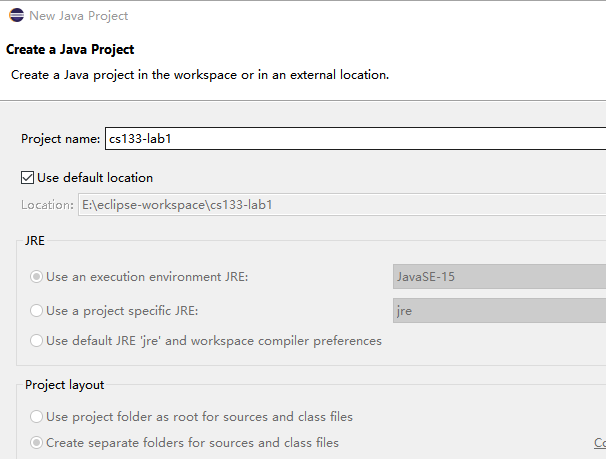 New Java Project
Create a Java Project
Create a Java project in the workspace or in an external location.
Project name: cs133-lab1
Use default location
Location: E:\eclipse-workspace\cs133-lab1
JRE
Use an execution environment JRE: JavaSE-15
Use a project specific JRE: jre
Use default JRE 'jre' and workspace compiler preferences
Project layout
Use project folder as root for sources and class files
Create separate folders for sources and class files Co